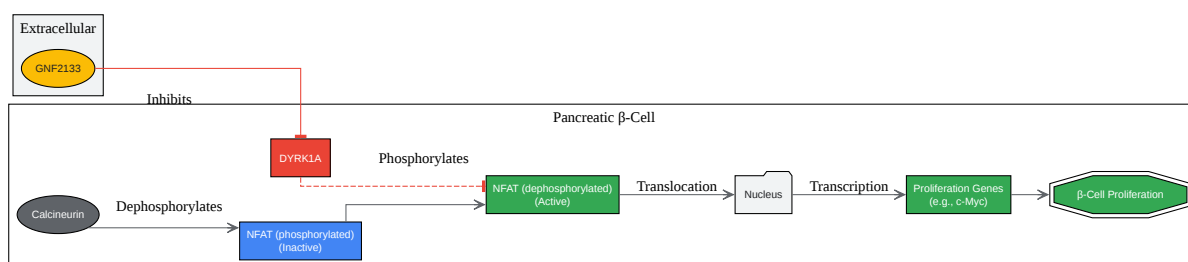 Extracellular
GNF2133
Inhibits
Pancreatic β-Cell
DYRK1A
Phosphorylates
NFAT (dephosphorylated)
(Active)
Translocation
Nucleus
Transcription
Proliferation Genes
(e.g., c-Myc)
β-Cell Proliferation
Calcineurin
Dephosphorylates
NFAT (phosphorylated)
(Inactive)